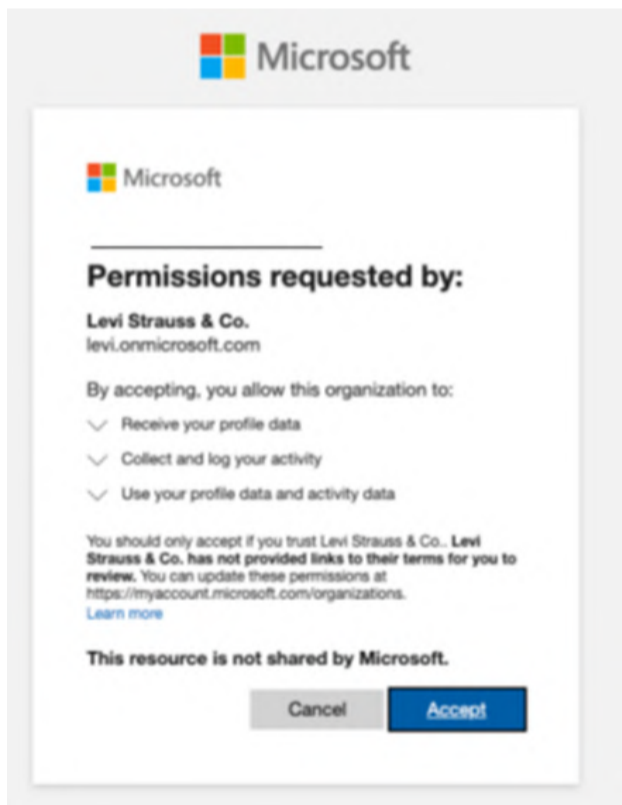 Microsoft
Microsoft
Permissions requested by:
Levi Strauss & Co.
levi.onmicrosoft.com
By accepting, you allow this organization to:
Receive your profile data
Collect and log your activity
Use your profile data and activity data
You should only accept if you trust Levi Strauss & Co.. Levi
Strauss & Co. has not provided links to their terms for you to
review. You can update these permissions at
https://myaccount.microsoft.com/organizations.
Learn more
This resource is not shared by Microsoft.
Cancel
Accept